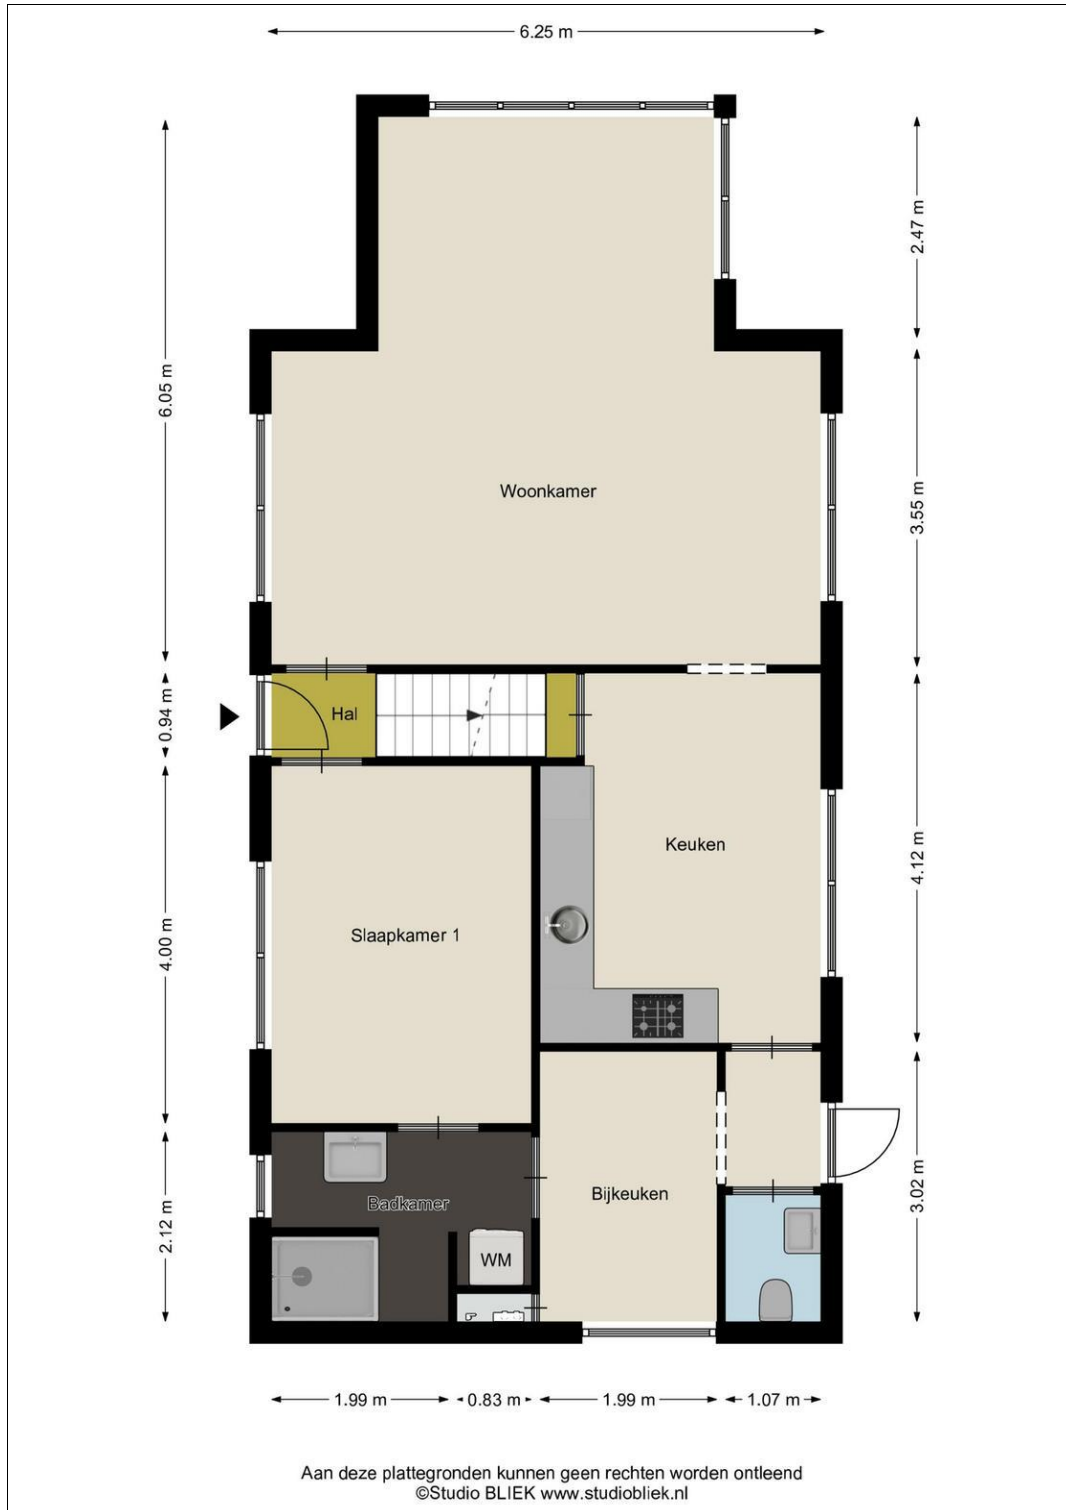 6.25 m
2.47 m
6.05 m
3.55 m
Woonkamer
0.94 m
Hal
Keuken
4.12 m
Slaapkamer 1
4.00 m
Bijkeuken
3.02 m
Badkamer
2.12 m
WM
1.99 m
0.83 m
1.99 m
1.07 m
Aan deze plattegronden kunnen geen rechten worden ontleend
©Studio BLIEK www.studiobliek.nl